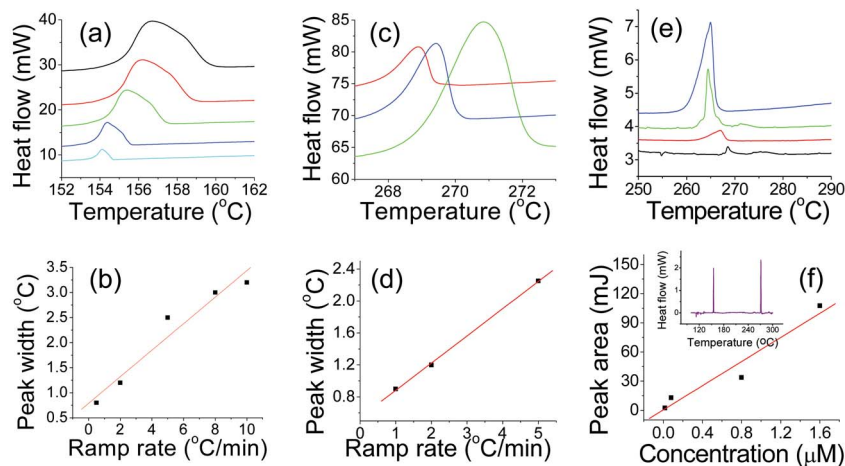 (a)
Heat flow (mW)
40
30
20
10
152 154 156 158 160 162
Temperature (°C)
(c)
Heat flow (mW)
85
80
75
70
65
60
268 270 272
Temperature (°C)
(e)
Heat flow (mW)
7
6
5
4
3
250 260 270 280 290
Temperature (°C)
(b)
Peak width (°C)
3.5
3.0
2.5
2.0
1.5
1.0
0.5
0 2 4 6 8 10
Ramp rate (°C/min)
(d)
Peak width (°C)
2.4
2.0
1.6
1.2
0.8
1 2 3 4 5
Ramp rate (°C/min)
(f)
Peak area (mJ)
120
90
60
30
0
0.0 0.4 0.8 1.2 1.6
Concentration (μM)
Heat flow (mW)
2
1
0
120 180 240 300
Temperature (°C)